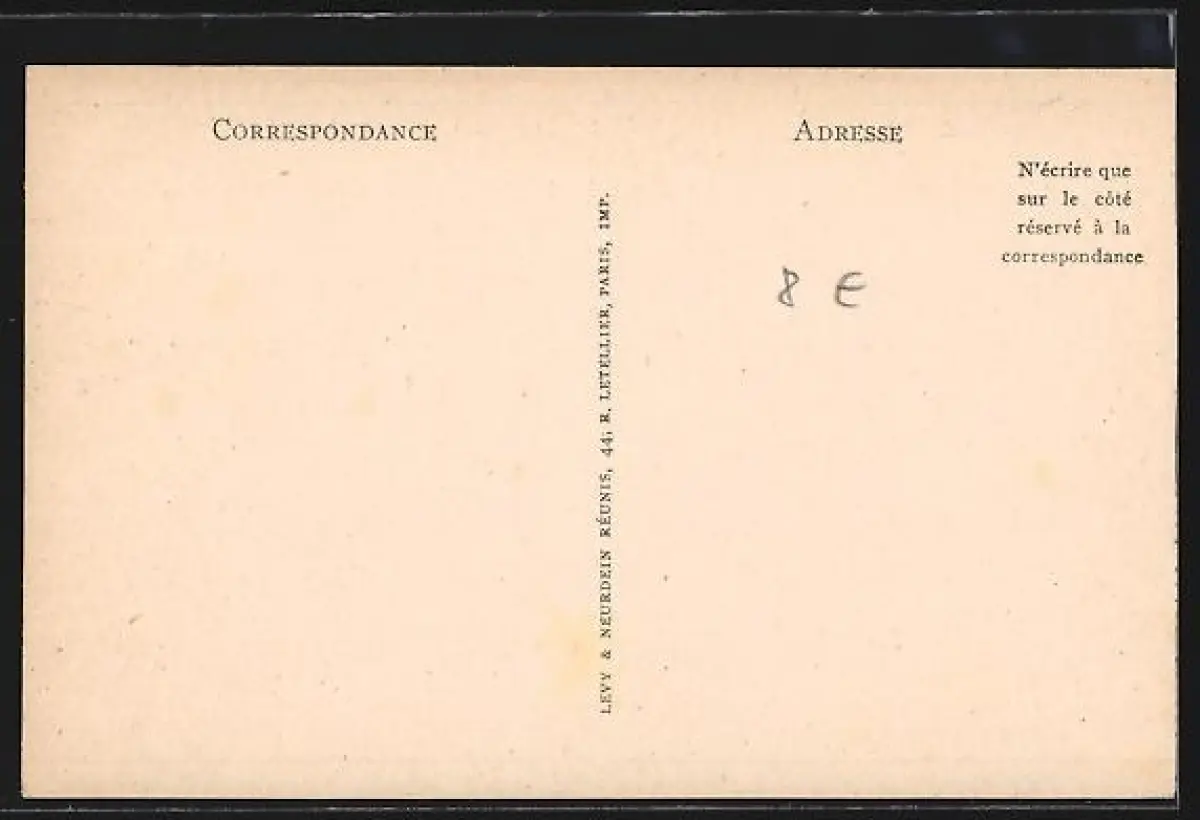 CORRESPONDANCE
ADRESSE
N'écrire que
sur le côté
réservé à la
correspondance
8 €
LEVY & NEURDEIN RÉUNIS, 44, R. LETELLIER, PARIS, IMP.